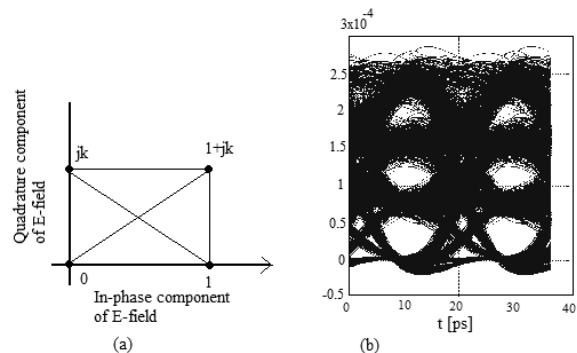 Quadrature component
of E-field
jk
1+jk
0
1
In-phase component
of E-field
(a)
3x10^-4
2.5
2
1.5
1
0.5
0
-0.5
0
10
20
30
40
t [ps]
(b)